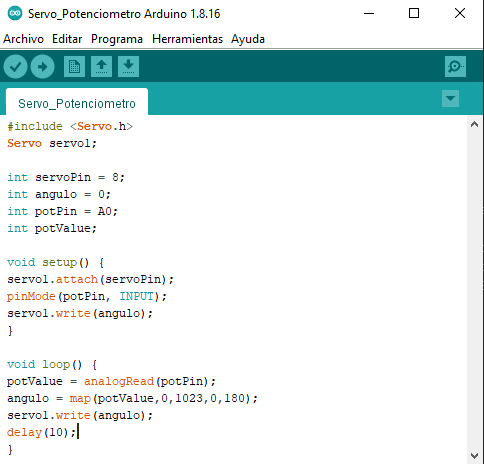 Servo_Potenciometro Arduino 1.8.16
Archivo Editar Programa Herramientas Ayuda
Servo_Potenciometro
#include <Servo.h>
Servo servo1;
int servoPin = 8;
int angulo = 0;
int potPin = A0;
int potValue;
void setup() {
servo1.attach(servoPin);
pinMode(potPin, INPUT);
servo1.write(angulo);
}
void loop() {
potValue = analogRead(potPin);
angulo = map(potValue,0,1023,0,180);
servo1.write(angulo);
delay(10);
}